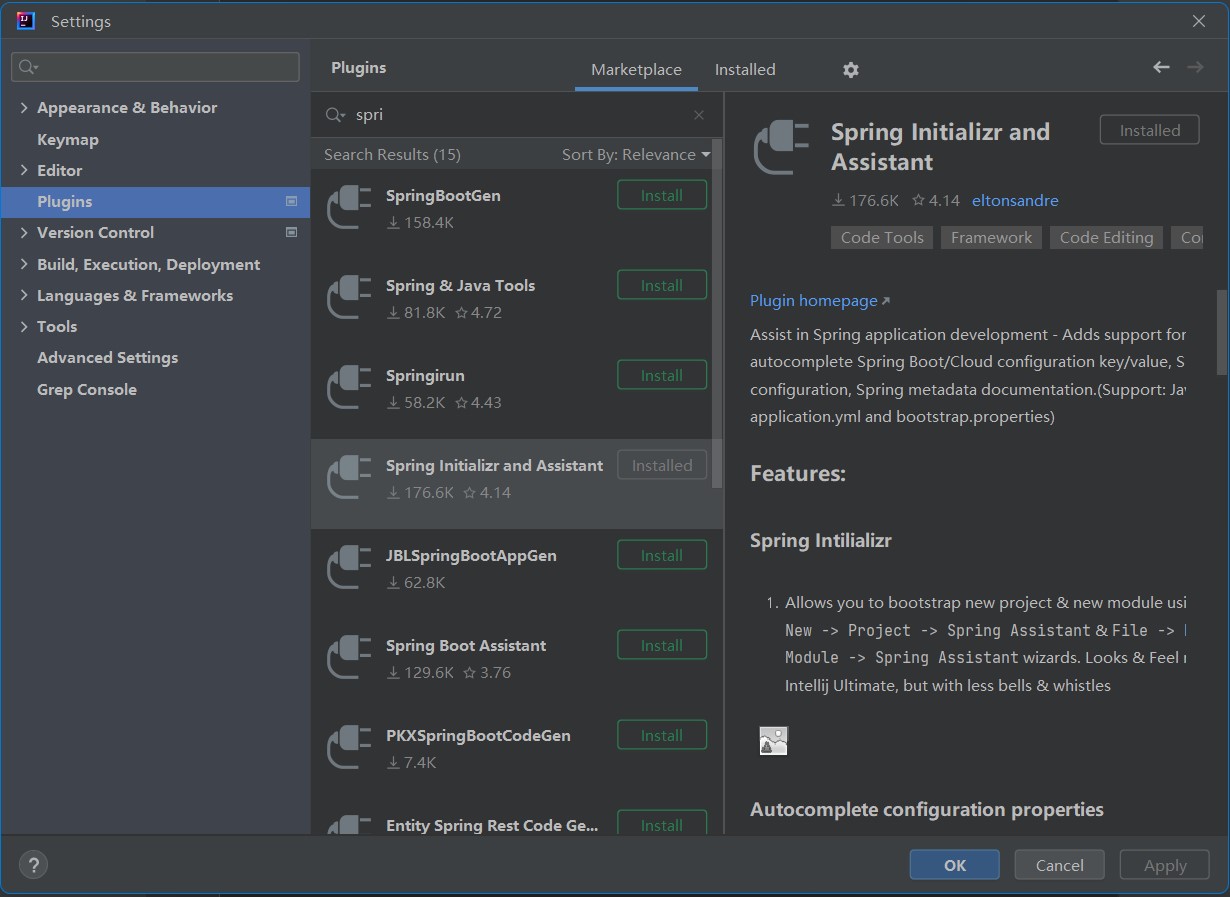 Settings
Appearance & Behavior
Keymap
Editor
Plugins
Version Control
Build, Execution, Deployment
Languages & Frameworks
Tools
Advanced Settings
Grep Console
Plugins
Marketplace
Installed
spri
Search Results (15)
Sort By: Relevance
SpringBootGen
158.4K
Install
Spring & Java Tools
81.8K 4.72
Install
Springirun
58.2K 4.43
Install
Spring Initializr and Assistant
176.6K 4.14
Installed
JBLSpringBootAppGen
62.8K
Install
Spring Boot Assistant
129.6K 3.76
Install
PKXSpringBootCodeGen
7.4K
Install
Entity Spring Rest Code Ge...
Install
Spring Initializr and
Assistant
Installed
176.6K 4.14 eltonsandre
Code Tools Framework Code Editing Co
Plugin homepage
Assist in Spring application development - Adds support for
autocomplete Spring Boot/Cloud configuration key/value, S
configuration, Spring metadata documentation.(Support: Jav
application.yml and bootstrap.properties)
Features:
Spring Intilializr
1. Allows you to bootstrap new project & new module usi
New -> Project -> Spring Assistant & File ->
Module -> Spring Assistant wizards. Looks & Feel
Intellij Ultimate, but with less bells & whistles
Autocomplete configuration properties
?
OK
Cancel
Apply